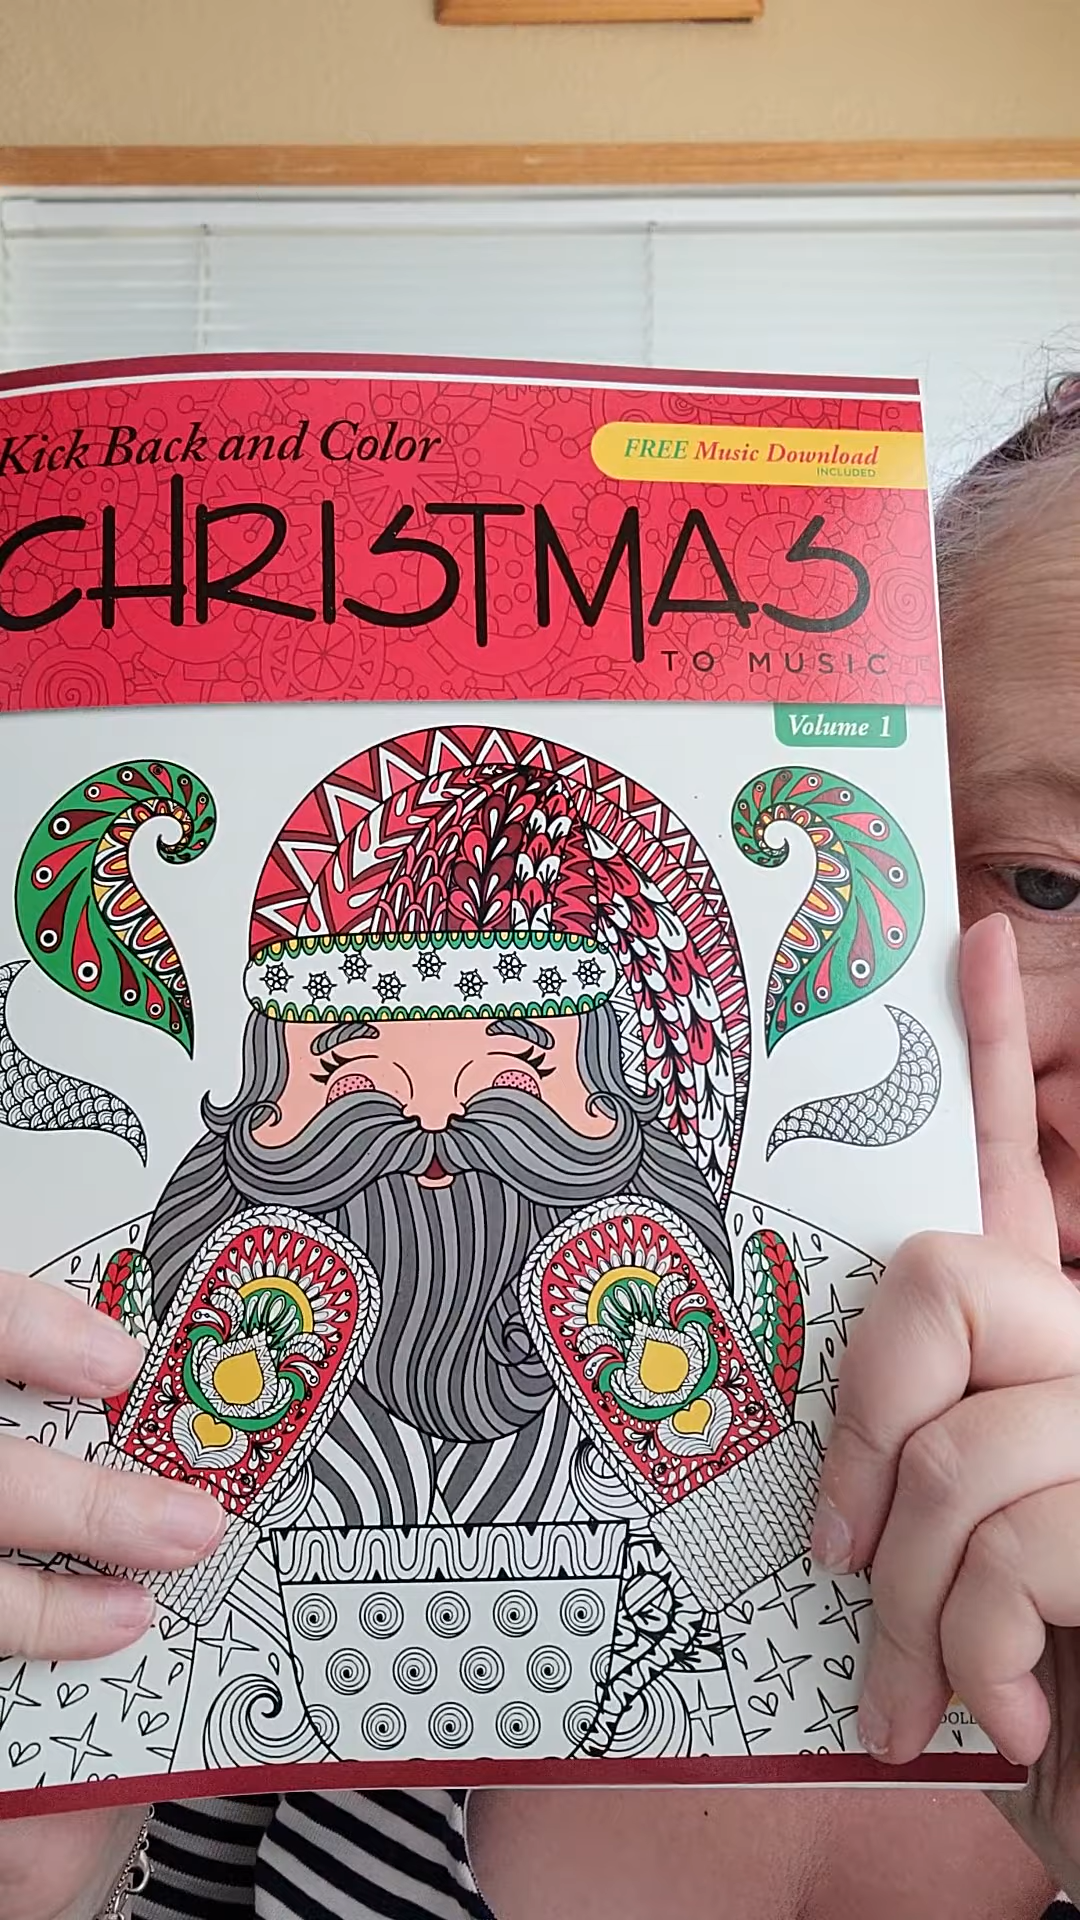 Kick Back and Color
FREE Music Download
INCLUDED
CHRISTMAS
TO MUSIC
Volume 1